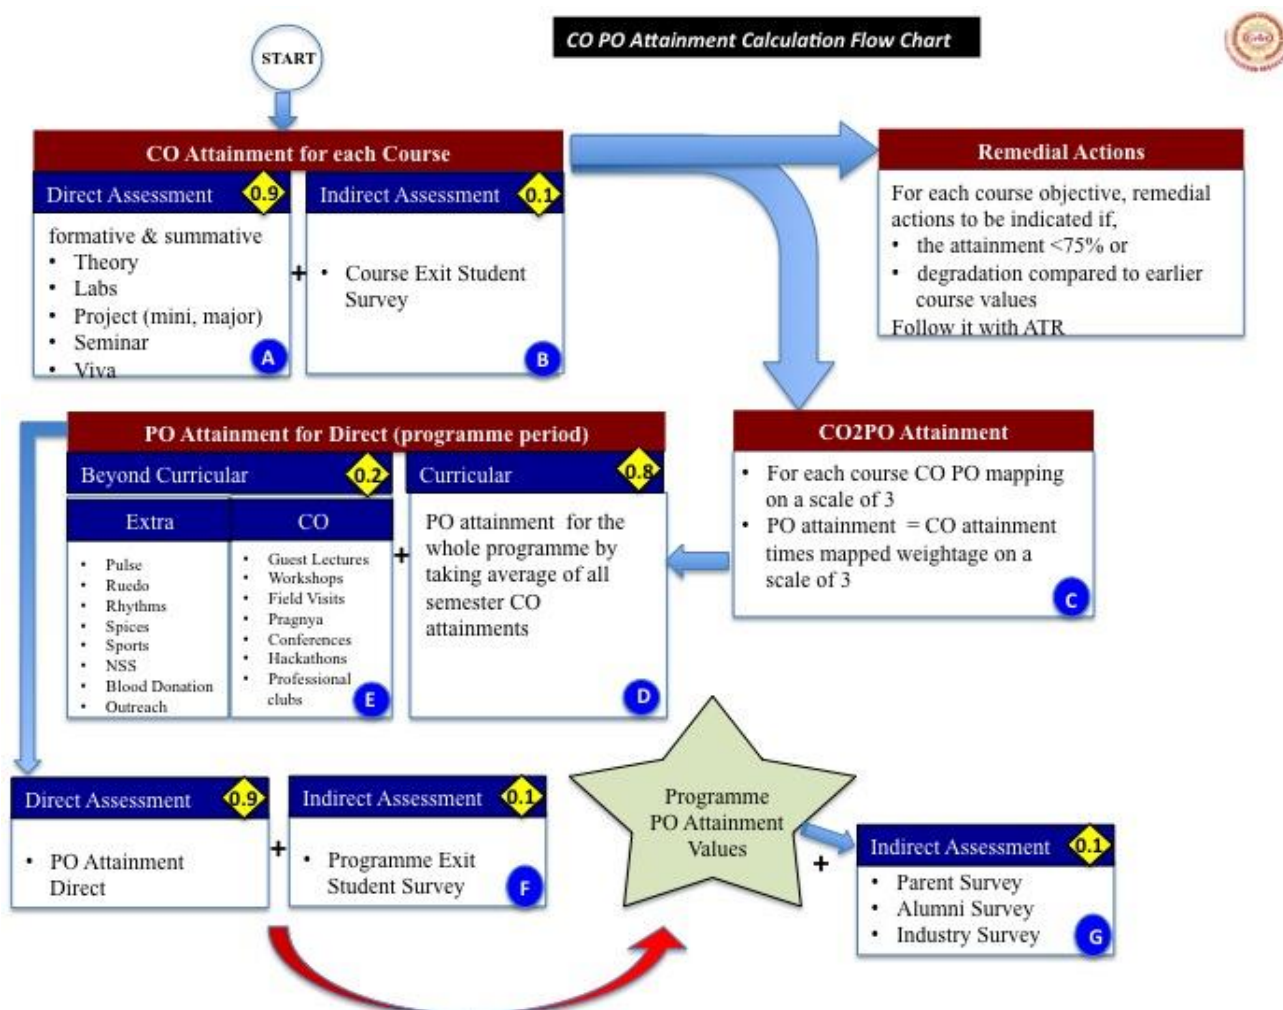 CO PO Attainment Calculation Flow Chart
START
CO Attainment for each Course
Direct Assessment
0.9
formative & summative
• Theory
• Labs
• Project (mini, major)
• Seminar
• Viva
A
+
Indirect Assessment
0.1
• Course Exit Student
Survey
B
Remedial Actions
For each course objective, remedial
actions to be indicated if,
• the attainment <75% or
• degradation compared to earlier
course values
Follow it with ATR
CO2PO Attainment
• For each course CO PO mapping
on a scale of 3
• PO attainment = CO attainment
times mapped weightage on a
scale of 3
C
PO Attainment for Direct (programme period)
Beyond Curricular
0.2
Extra
• Pulse
• Ruedo
• Rhythms
• Spices
• Sports
• NSS
• Blood Donation
• Outreach
CO
• Guest Lectures
• Workshops
• Field Visits
• Pragnya
• Conferences
• Hackathons
• Professional
clubs
E
+
Curricular
0.8
PO attainment for the
whole programme by
taking average of all
semester CO
attainments
D
Direct Assessment
0.9
• PO Attainment
Direct
+
Indirect Assessment
0.1
• Programme Exit
Student Survey
F
Programme
PO Attainment
Values
+
Indirect Assessment
0.1
• Parent Survey
• Alumni Survey
• Industry Survey
G